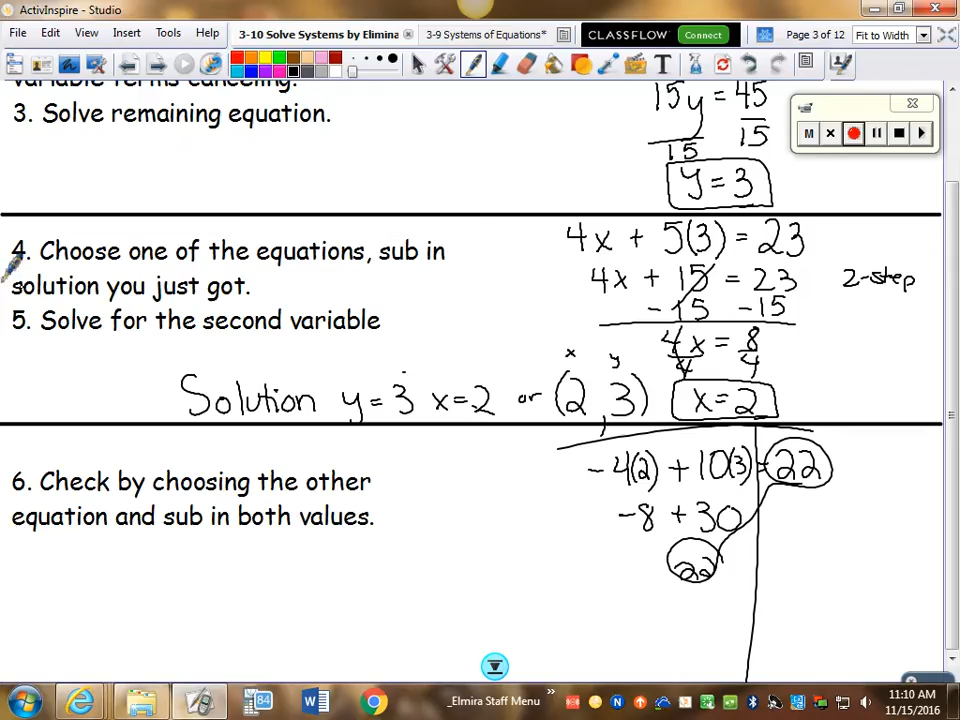 ActivInspire - Studio
File Edit View Insert Tools Help 3-10 Solve Systems by Elimina 3-9 Systems of Equations* CLASSFLOW Connect Page 3 of 12 Fit to Width
variable terms canceling.
15y = 45
3. Solve remaining equation.
15 15
M
y = 3
4x + 5(3) = 23
4. Choose one of the equations, sub in
4x + 15 = 23 2-step
solution you just got.
-15 -15
5. Solve for the second variable
4x = 8
4 4
x y
Solution y = 3 x = 2 or (2, 3) x = 2
-4(2) + 10(3) = 22
6. Check by choosing the other
equation and sub in both values.
-8 + 30
22
84 W _Elmira Staff Menu
11:10 AM
11/15/2016